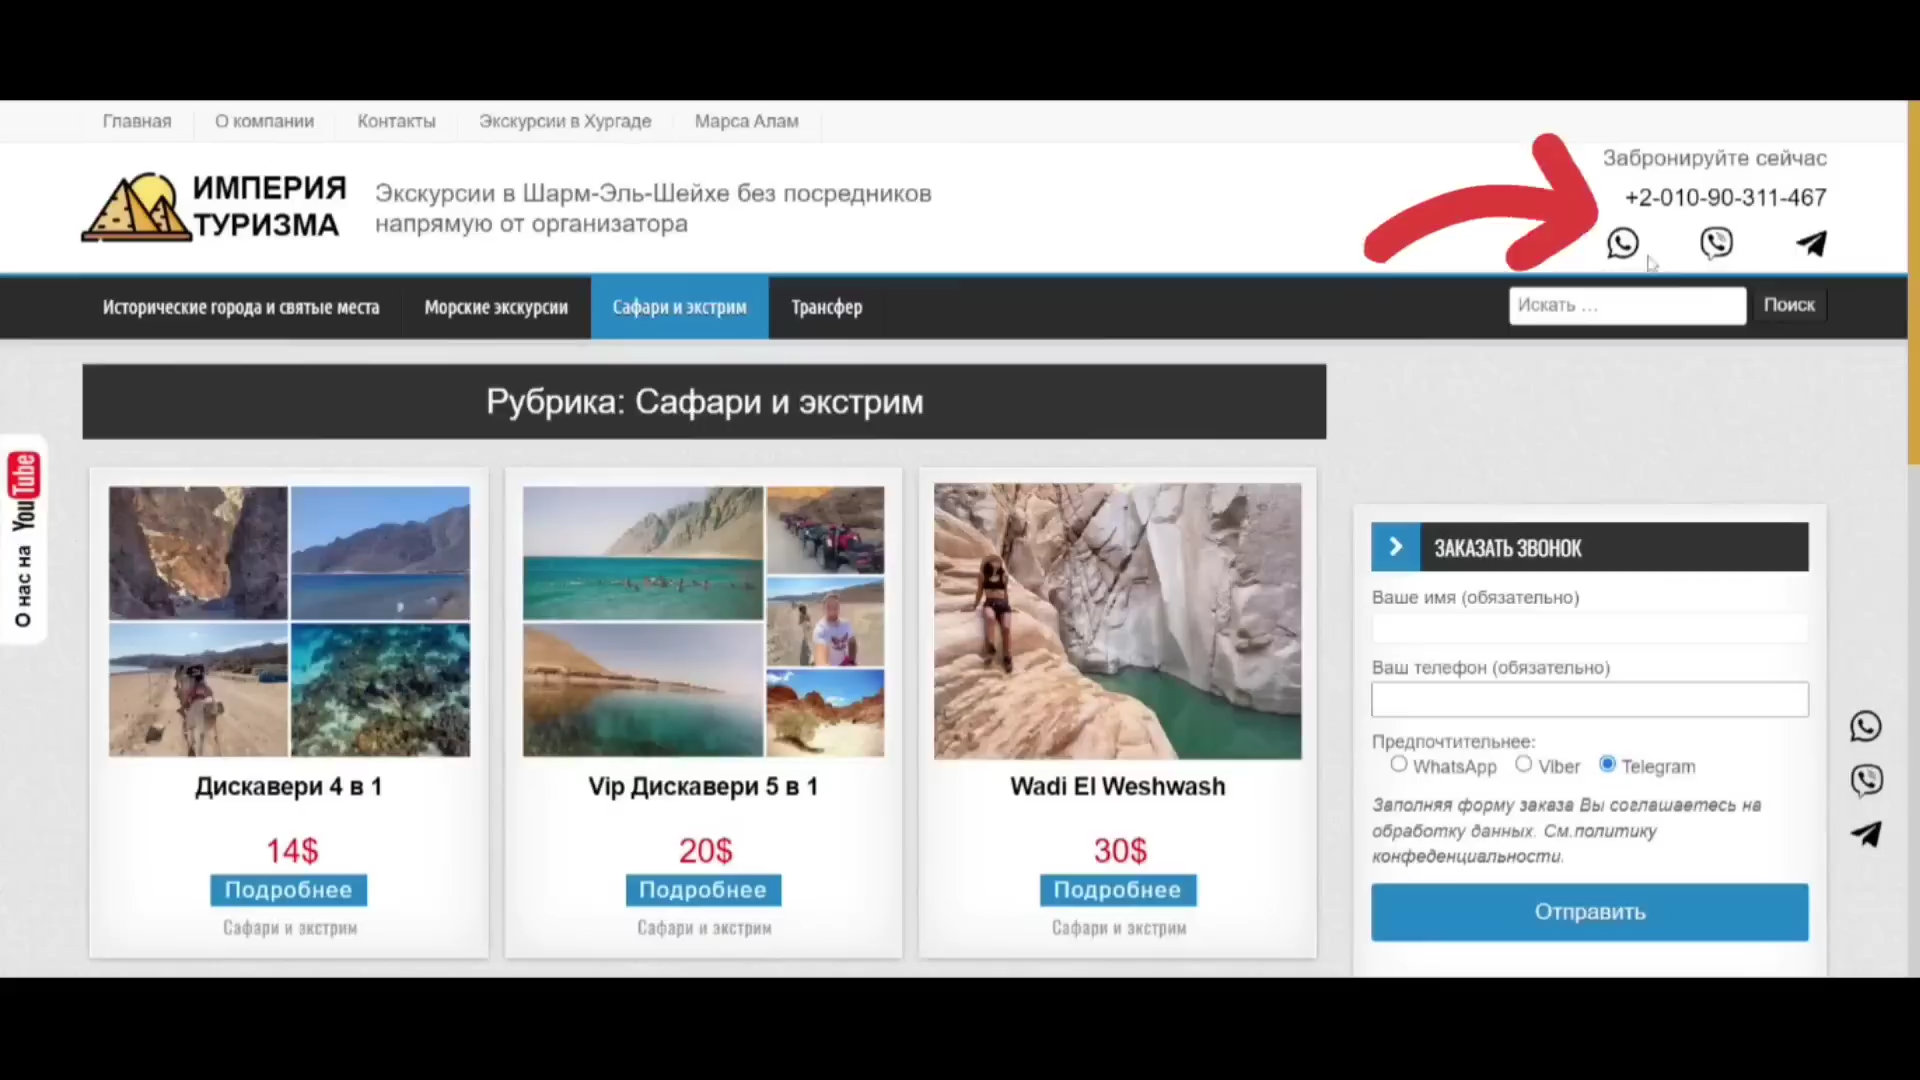 Главная
О компании
Контакты
Экскурсии в Хургаде
Марса Алам
ИМПЕРИЯ
ТУРИЗМА
Экскурсии в Шарм-Эль-Шейхе без посредников
напрямую от организатора
Забронируйте сейчас
+2-010-90-311-467
Исторические города и святые места
Морские экскурсии
Сафари и экстрим
Трансфер
Искать ...
Поиск
Рубрика: Сафари и экстрим
О нас на YouTube
Дискавери 4 в 1
14$
Подробнее
Сафари и экстрим
Vip Дискавери 5 в 1
20$
Подробнее
Сафари и экстрим
Wadi El Weshwash
30$
Подробнее
Сафари и экстрим
ЗАКАЗАТЬ ЗВОНОК
Ваше имя (обязательно)
Ваш телефон (обязательно)
Предпочтительнее:
WhatsApp Viber Telegram
Заполняя форму заказа Вы соглашаетесь на
обработку данных. См.политику
конфеденциальности.
Отправить